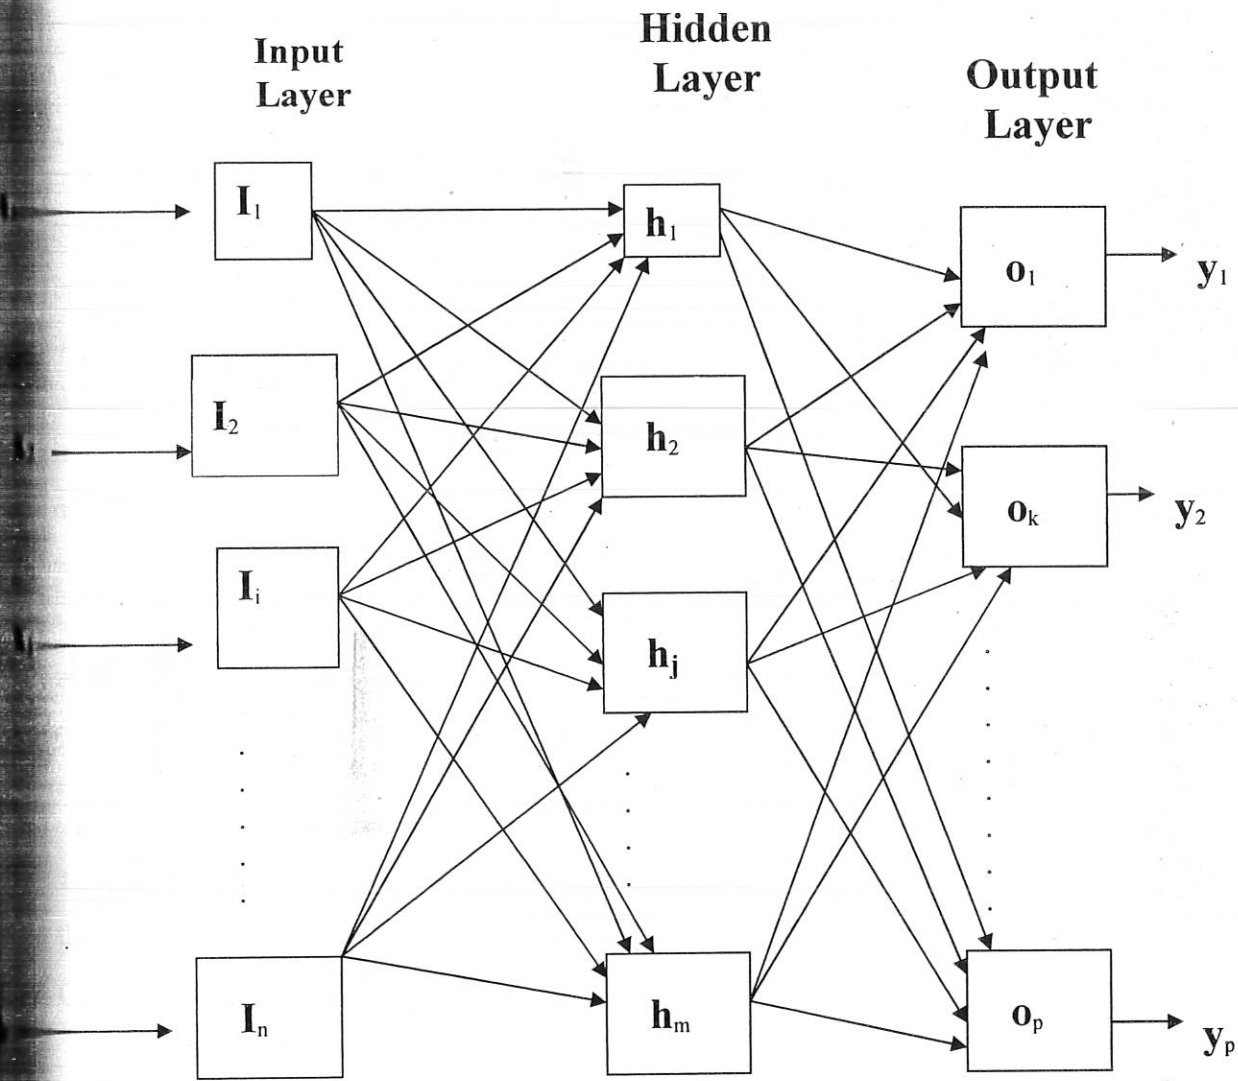 Input
Layer
Hidden
Layer
Output
Layer
I1
h1
o1
y1
I2
h2
ok
y2
Ii
hj
In
hm
op
yp